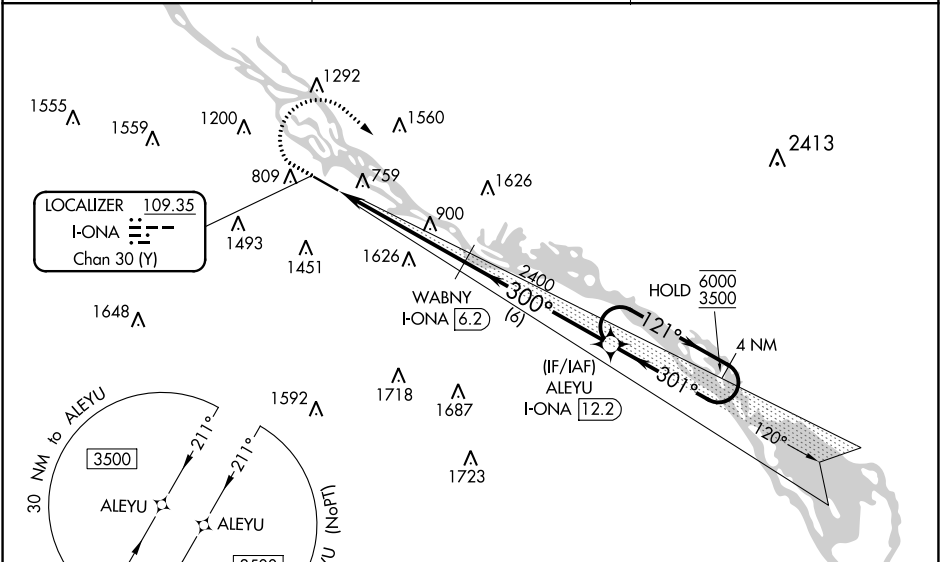 1292
1555
1559
1200
1560
2413
809
759
1626
LOCALIZER 109.35
I-ONA
Chan 30 (Y)
900
1493
1451
1626
2400
HOLD 6000
3500
WABNY
I-ONA 6.2
300°
(6)
1648
121°
4 NM
(IF/IAF)
ALEYU
I-ONA 12.2
301°
1718
1687
1592
120°
1723
30 NM to ALEYU
211°
211°
3500
ALEYU
ALEYU
(NoPT)